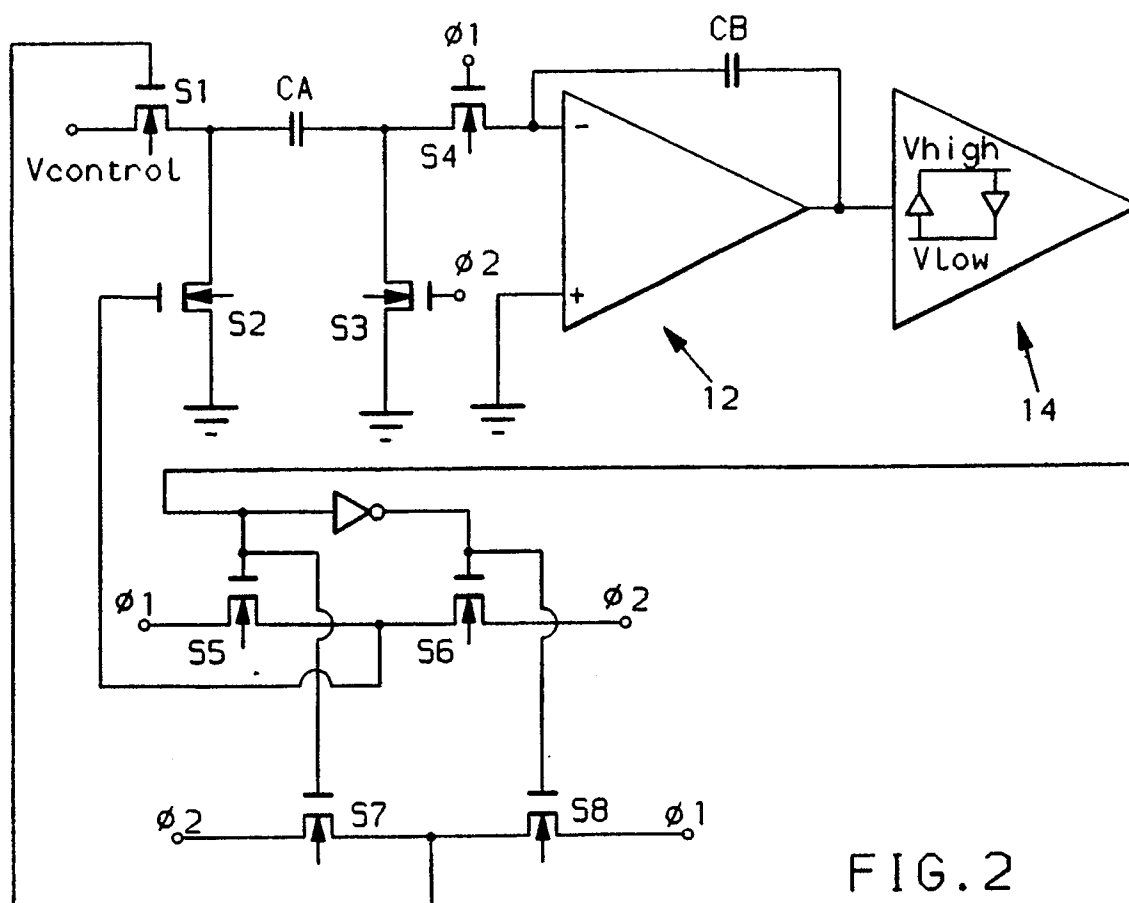 ø1
CB
S1
CA
S4
Vcontrol
-
Vhigh
Vlow
ø2
S2
S3
+
12
14
ø1
S5
S6
ø2
ø2
S7
S8
ø1
FIG.2